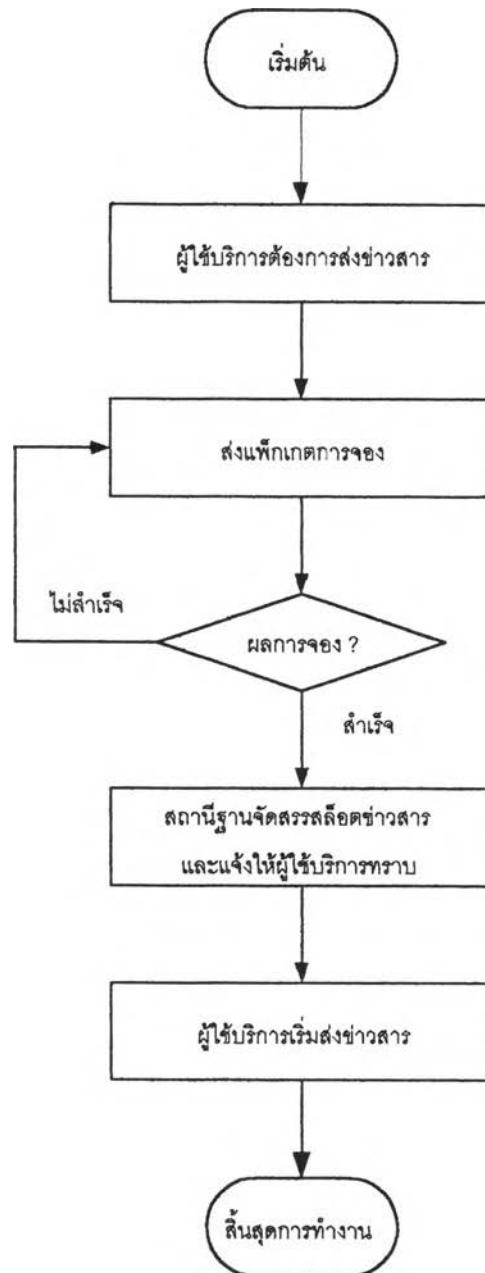 เริ่มต้น
ผู้ใช้บริการต้องการส่งข่าวสาร
ส่งแพ็กเกตการจอง
ไม่สำเร็จ
ผลการจอง ?
สำเร็จ
สถานีฐานจัดสรรสล็อตข่าวสาร
และแจ้งให้ผู้ใช้บริการทราบ
ผู้ใช้บริการเริ่มส่งข่าวสาร
สิ้นสุดการทำงาน